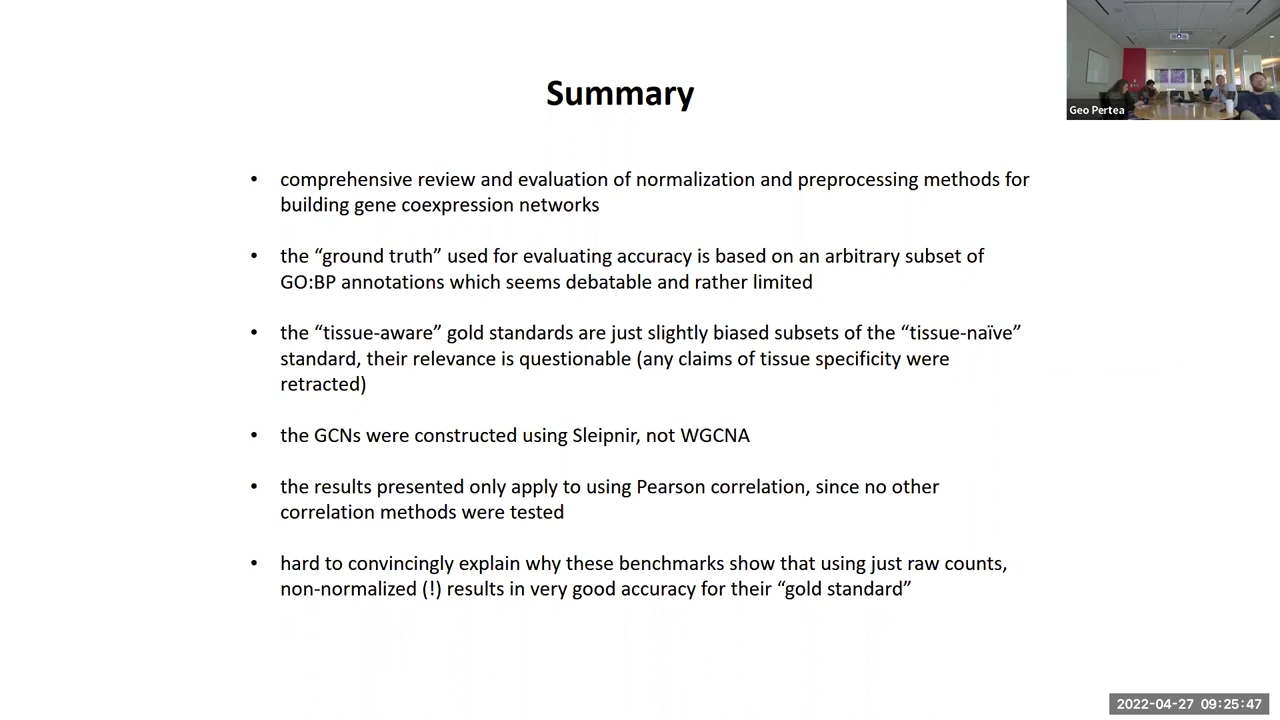 Summary
Geo Pertea
• comprehensive review and evaluation of normalization and preprocessing methods for
building gene coexpression networks
• the “ground truth” used for evaluating accuracy is based on an arbitrary subset of
GO:BP annotations which seems debatable and rather limited
• the “tissue-aware” gold standards are just slightly biased subsets of the “tissue-naïve”
standard, their relevance is questionable (any claims of tissue specificity were
retracted)
• the GCNs were constructed using Sleipnir, not WGCNA
• the results presented only apply to using Pearson correlation, since no other
correlation methods were tested
• hard to convincingly explain why these benchmarks show that using just raw counts,
non-normalized (!) results in very good accuracy for their “gold standard”
2022-04-27 09:25:47